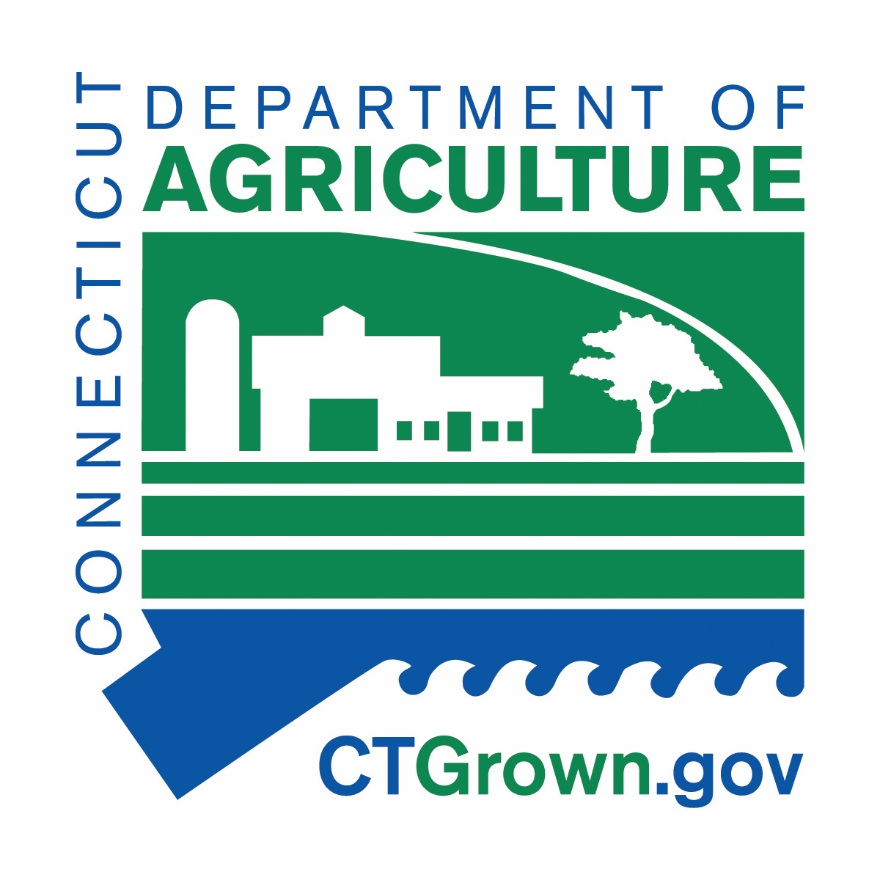 CONNECTICUT
DEPARTMENT OF
AGRICULTURE
CTGrown.gov